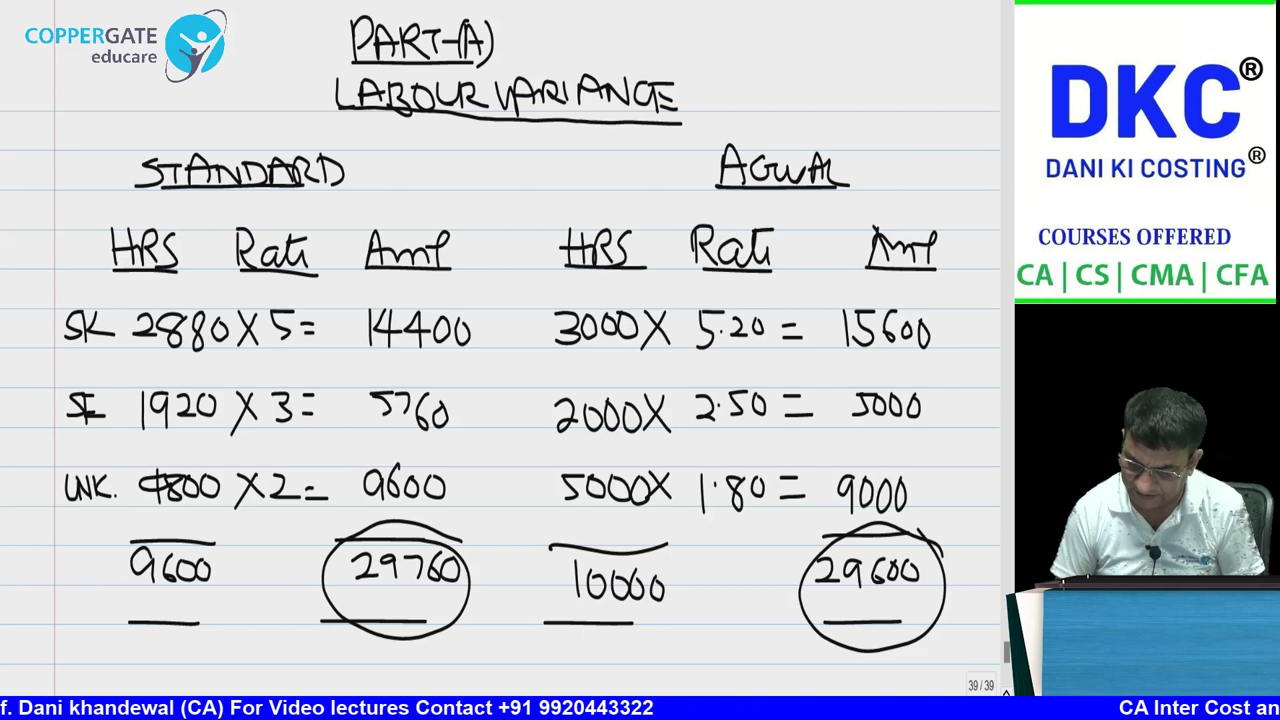 COPPERGATE
educare
PART-(A)
LABOUR VARIANCE
STANDARD ACTUAL
HRS Rate Amt HRS Rate Amt
SK 2880 X 5 = 14400 3000 X 5.20 = 15600
SE 1920 X 3 = 5760 2000 X 2.50 = 5000
UNK. 4800 X 2 = 9600 5000 X 1.80 = 9000
9600 29760 10000 29600
39 / 39
DKC®
DANI KI COSTING®
COURSES OFFERED
CA | CS | CMA | CFA
f. Dani khandewal (CA) For Video lectures Contact +91 9920443322 CA Inter Cost an